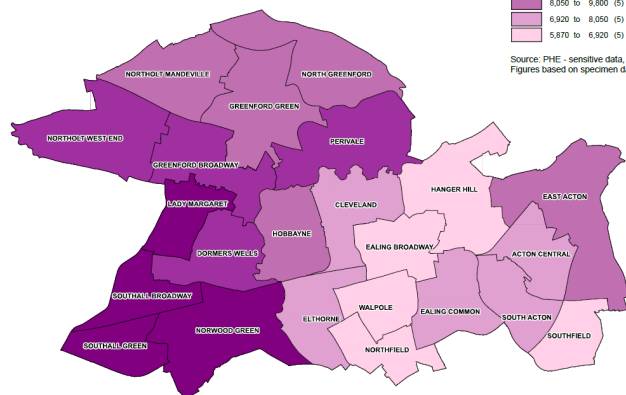 8,050 to 9,800 (5)
6,920 to 8,050 (5)
5,870 to 6,920 (5)
Source: PHE - sensitive data,
Figures based on specimen da
NORTHOLT MANDEVILLE
NORTH GREENFORD
GREENFORD GREEN
NORTHOLT WEST END
PERIVALE
GREENFORD BROADWAY
HANGER HILL
EAST ACTON
LADY MARGARET
CLEVELAND
HOBBAYNE
EALING BROADWAY
DORMERS WELLS
ACTON CENTRAL
SOUTHALL BROADWAY
WALPOLE
ELTHORNE
EALING COMMON
SOUTH ACTON
NORWOOD GREEN
SOUTHALL GREEN
SOUTHFIELD
NORTHFIELD